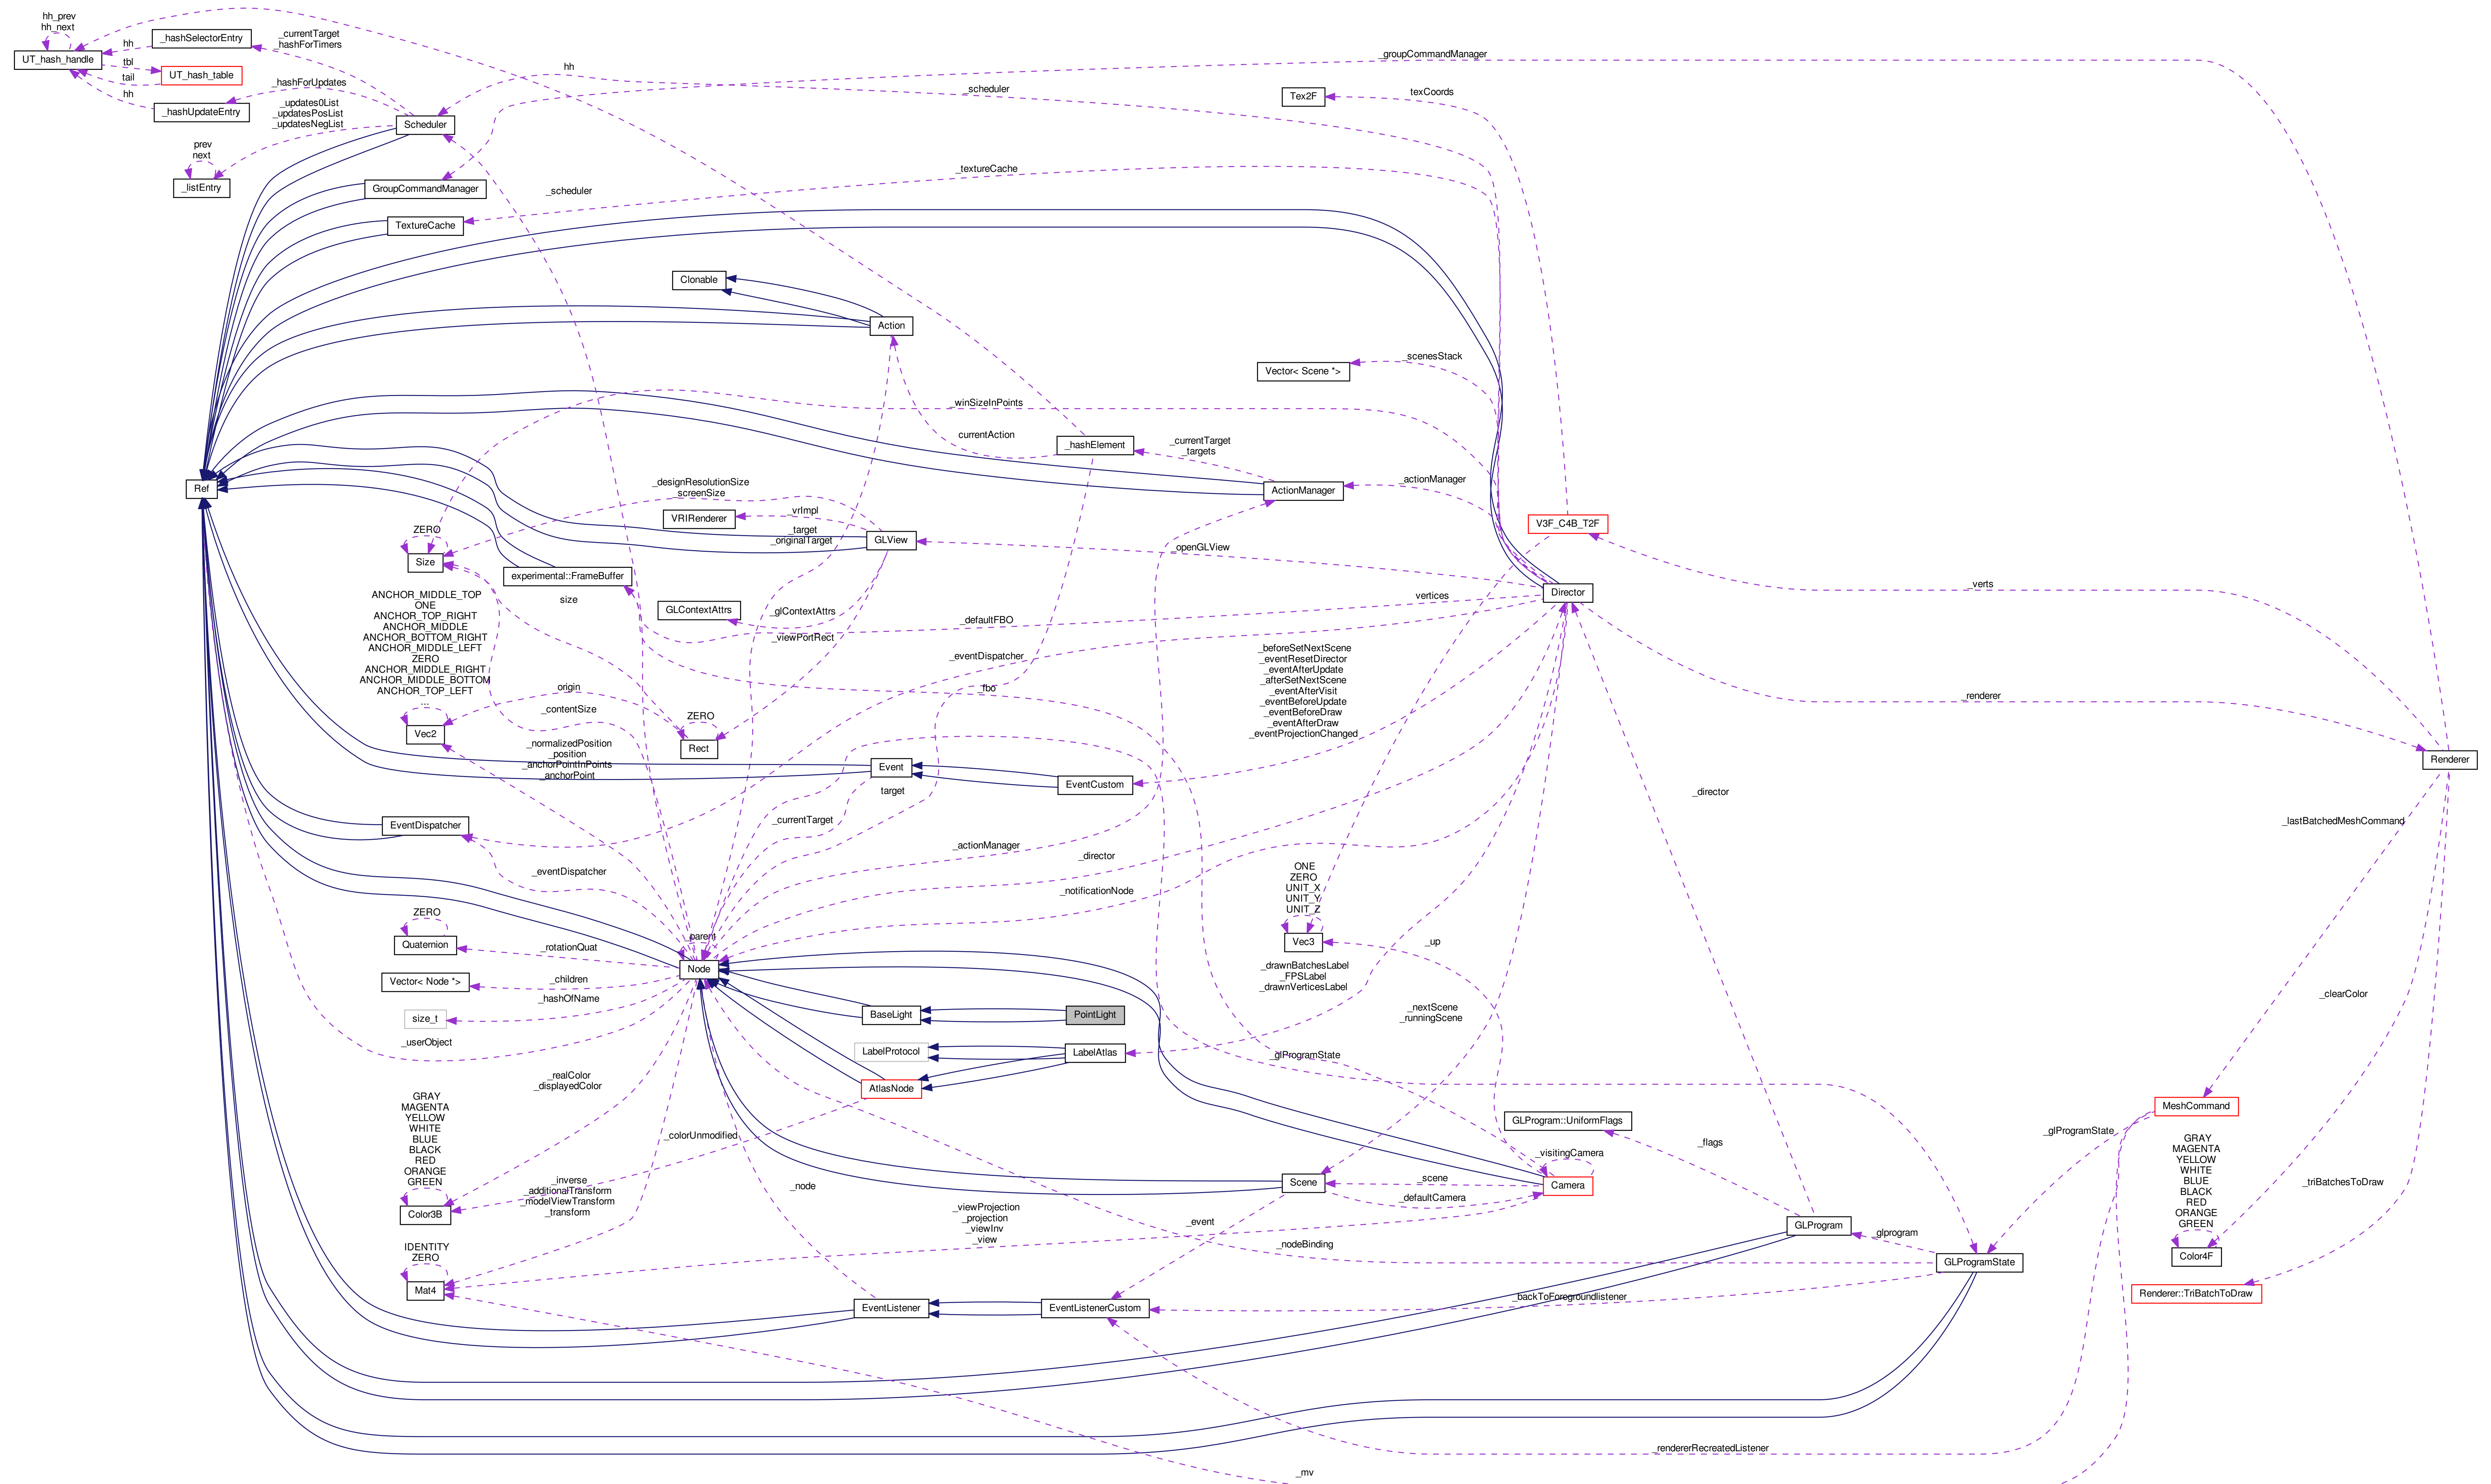 hh_prev
hh_next
UT_hash_handle
hh
_hashSelectorEntry
tbl
tail
UT_hash_table
hh
_hashUpdateEntry
_currentTarget
_hashForTimers
_hashForUpdates
_updates0List
_updatesPosList
_updatesNegList
Scheduler
prev
next
_listEntry
GroupCommandManager
TextureCache
hh
_scheduler
_groupCommandManager
Tex2F
texCoords
_textureCache
_scheduler
Clonable
Action
Vector< Scene *>
_scenesStack
_winSizeInPoints
currentAction
_hashElement
_currentTarget
_targets
ActionManager
_actionManager
Ref
_designResolutionSize
_screenSize
VRIRenderer
_vrImpl
_target
_originalTarget
GLView
_openGLView
V3F_C4B_T2F
ZERO
Size
experimental::FrameBuffer
Director
_verts
ANCHOR_MIDDLE_TOP
ONE
ANCHOR_TOP_RIGHT
ANCHOR_MIDDLE
ANCHOR_BOTTOM_RIGHT
ANCHOR_MIDDLE_LEFT
ZERO
ANCHOR_MIDDLE_RIGHT
ANCHOR_MIDDLE_BOTTOM
ANCHOR_TOP_LEFT
...
Vec2
size
GLContextAttrs
_glContextAttrs
_viewPortRect
_defaultFBO
vertices
_eventDispatcher
_fbo
origin
_contentSize
ZERO
Rect
_beforeSetNextScene
_eventResetDirector
_eventAfterUpdate
_afterSetNextScene
_eventAfterVisit
_eventBeforeUpdate
_eventBeforeDraw
_eventAfterDraw
_eventProjectionChanged
_renderer
Renderer
_normalizedPosition
_position
_anchorPointInPoints
_anchorPoint
Event
EventCustom
target
_currentTarget
_director
_lastBatchedMeshCommand
EventDispatcher
_eventDispatcher
_actionManager
_director
_notificationNode
ONE
ZERO
UNIT_X
UNIT_Y
UNIT_Z
Vec3
_up
ZERO
Quaternion
_rotationQuat
_parent
Node
Vector< Node *>
_children
_hashOfName
size_t
_userObject
BaseLight
PointLight
_drawnBatchesLabel
_FPSLabel
_drawnVerticesLabel
_nextScene
_runningScene
_clearColor
LabelProtocol
LabelAtlas
AtlasNode
_glProgramState
_realColor
_displayedColor
GRAY
MAGENTA
YELLOW
WHITE
BLUE
BLACK
RED
ORANGE
GREEN
Color3B
_colorUnmodified
GLProgram::UniformFlags
_flags
MeshCommand
_glProgramState
_inverse
_additionalTransform
_modelViewTransform
_transform
_node
Scene
_scene
_defaultCamera
_visitingCamera
Camera
GRAY
MAGENTA
YELLOW
WHITE
BLUE
BLACK
RED
ORANGE
GREEN
Color4F
_triBatchesToDraw
_viewProjection
_projection
_viewInv
_view
_event
_nodeBinding
GLProgram
_glprogram
GLProgramState
IDENTITY
ZERO
Mat4
EventListener
EventListenerCustom
_backToForegroundlistener
Renderer::TriBatchToDraw
_rendererRecreatedListener
_mv